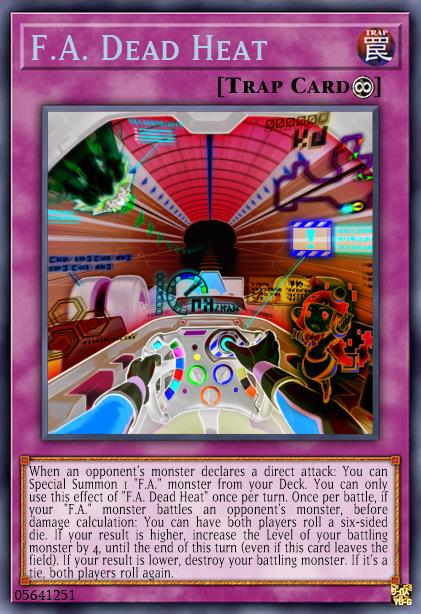 F.A. Dead Heat
TRAP
罠
[Trap Card]
When an opponent's monster declares a direct attack: You can
Special Summon 1 "F.A." monster from your Deck. You can only
use this effect of "F.A. Dead Heat" once per turn. Once per battle, if
your "F.A." monster battles an opponent's monster, before
damage calculation: You can have both players roll a six-sided
die. If your result is higher, increase the Level of your battling
monster by 4, until the end of this turn (even if this card leaves the
field). If your result is lower, destroy your battling monster. If it's a
tie, both players roll again.
05641251